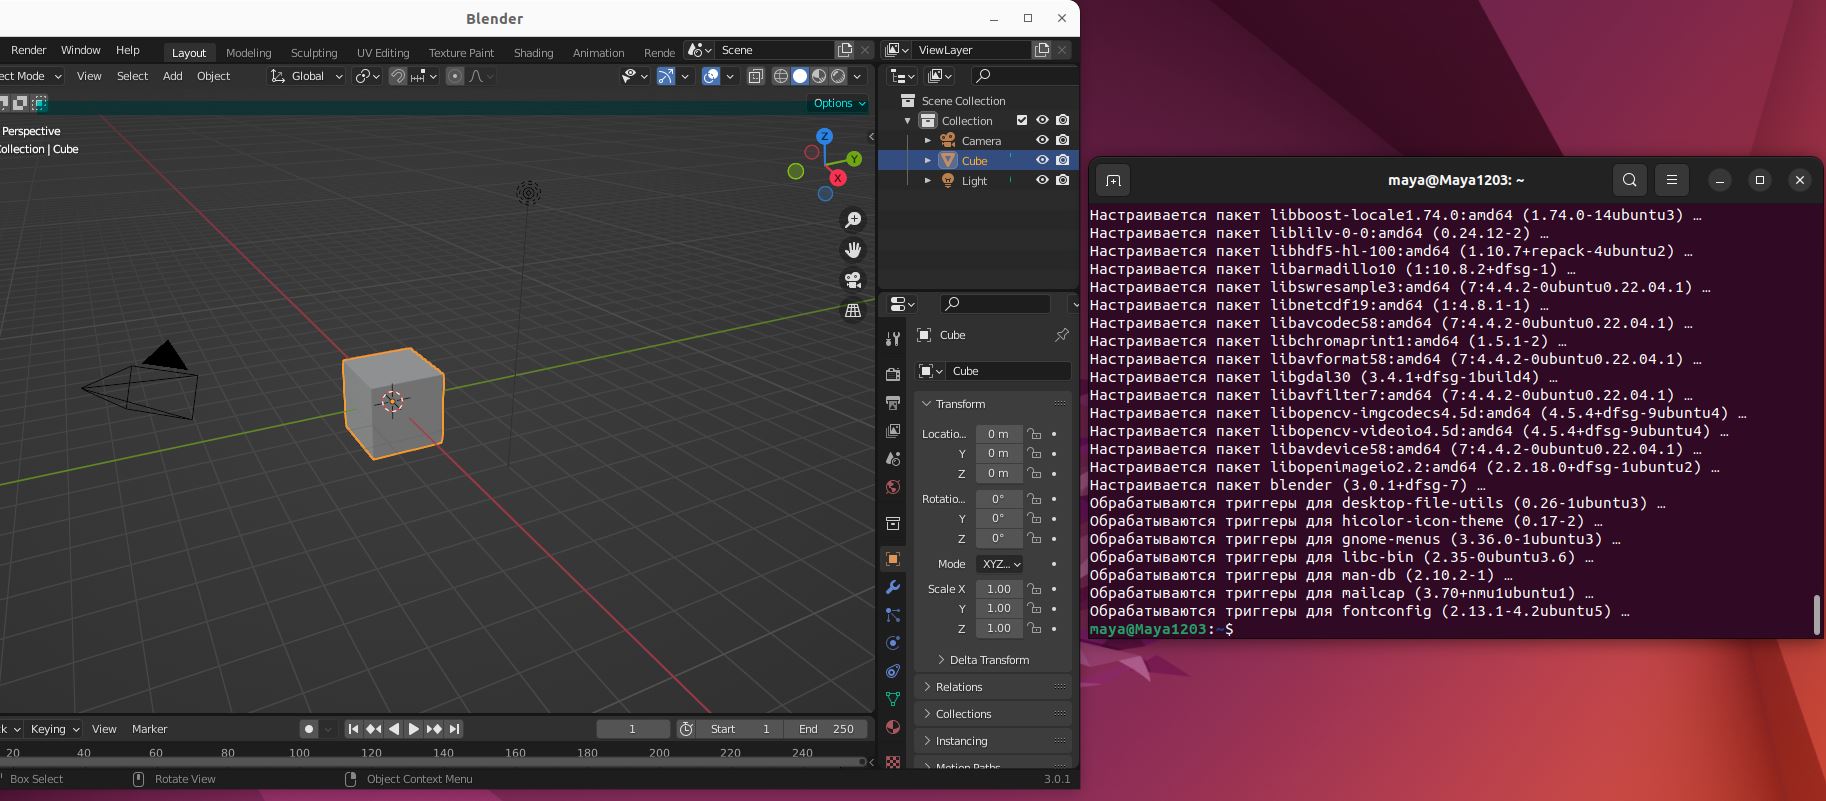 Blender
Render Window Help Layout Modeling Sculpting UV Editing Texture Paint Shading Animation Rende Scene ViewLayer
ect Mode View Select Add Object Global
Options
Perspective
ollection | Cube
Z
Y
X
Scene Collection
Collection
Camera
Cube
Light
Cube
Cube
Transform
Locatio... 0 m
Y 0 m
Z 0 m
Rotatio... 0°
Y 0°
Z 0°
Mode XYZ...
Scale X 1.00
Y 1.00
Z 1.00
Delta Transform
Relations
Collections
Instancing
Motion Paths
k Keying View Marker 1 Start 1 End 250
20 40 60 80 100 120 140 160 180 200 220 240
Box Select Rotate View Object Context Menu 3.0.1
maya@Maya1203: ~
Настраивается пакет libboost-locale1.74.0:amd64 (1.74.0-14ubuntu3) …
Настраивается пакет liblilv-0-0:amd64 (0.24.12-2) …
Настраивается пакет libhdf5-hl-100:amd64 (1.10.7+repack-4ubuntu2) …
Настраивается пакет libarmadillo10 (1:10.8.2+dfsg-1) …
Настраивается пакет libswresample3:amd64 (7:4.4.2-0ubuntu0.22.04.1) …
Настраивается пакет libnetcdf19:amd64 (1:4.8.1-1) …
Настраивается пакет libavcodec58:amd64 (7:4.4.2-0ubuntu0.22.04.1) …
Настраивается пакет libchromaprint1:amd64 (1.5.1-2) …
Настраивается пакет libavformat58:amd64 (7:4.4.2-0ubuntu0.22.04.1) …
Настраивается пакет libgdal30 (3.4.1+dfsg-1build4) …
Настраивается пакет libavfilter7:amd64 (7:4.4.2-0ubuntu0.22.04.1) …
Настраивается пакет libopencv-imgcodecs4.5d:amd64 (4.5.4+dfsg-9ubuntu4) …
Настраивается пакет libopencv-videoio4.5d:amd64 (4.5.4+dfsg-9ubuntu4) …
Настраивается пакет libavdevice58:amd64 (7:4.4.2-0ubuntu0.22.04.1) …
Настраивается пакет libopenimageio2.2:amd64 (2.2.18.0+dfsg-1ubuntu2) …
Настраивается пакет blender (3.0.1+dfsg-7) …
Обрабатываются триггеры для desktop-file-utils (0.26-1ubuntu3) …
Обрабатываются триггеры для hicolor-icon-theme (0.17-2) …
Обрабатываются триггеры для gnome-menus (3.36.0-1ubuntu3) …
Обрабатываются триггеры для libc-bin (2.35-0ubuntu3.6) …
Обрабатываются триггеры для man-db (2.10.2-1) …
Обрабатываются триггеры для mailcap (3.70+nmu1ubuntu1) …
Обрабатываются триггеры для fontconfig (2.13.1-4.2ubuntu5) …
maya@Maya1203:~$